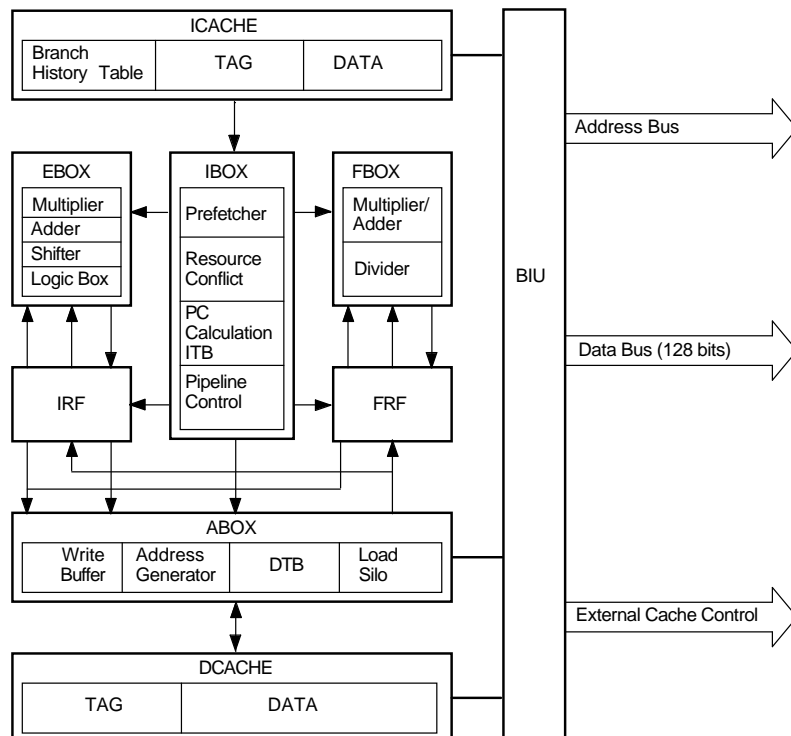 ICACHE
Branch
History Table
TAG
DATA
EBOX
Multiplier
Adder
Shifter
Logic Box
IBOX
Prefetcher
Resource
Conflict
PC
Calculation
ITB
Pipeline
Control
FBOX
Multiplier/
Adder
Divider
IRF
FRF
ABOX
Write
Buffer
Address
Generator
DTB
Load
Silo
DCACHE
TAG
DATA
BIU
Address Bus
Data Bus (128 bits)
External Cache Control